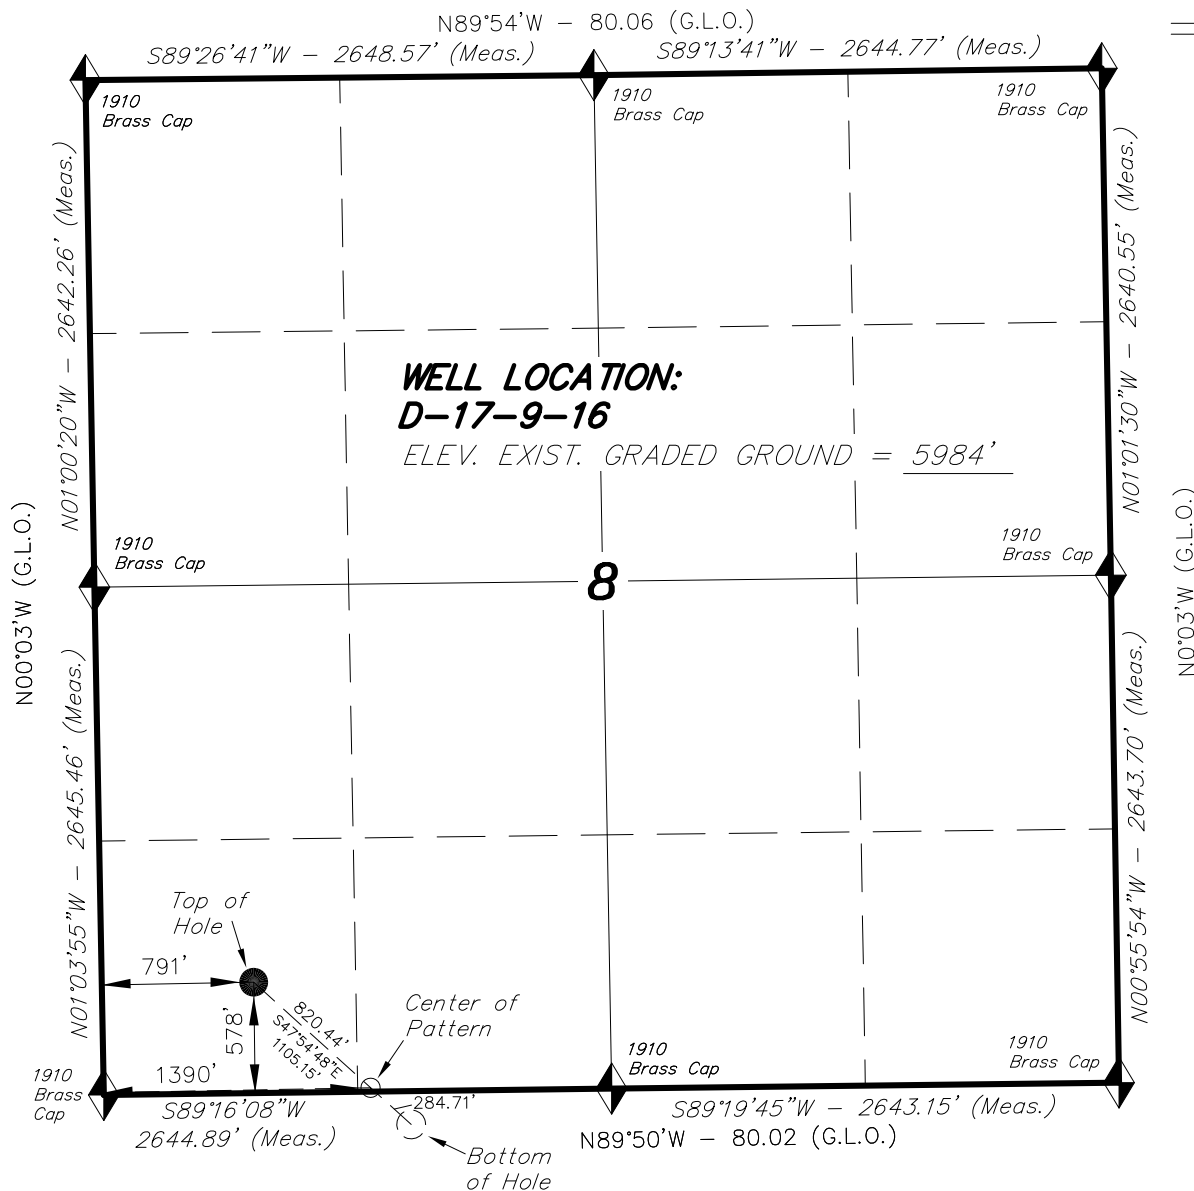 N89°54'W - 80.06 (G.L.O.)
S89°26'41"W - 2648.57' (Meas.)
S89°13'41"W - 2644.77' (Meas.)
1910
Brass Cap
1910
Brass Cap
1910
Brass Cap
N01°00'20"W - 2642.26' (Meas.)
N01°01'30"W - 2640.55' (Meas.)
WELL LOCATION:
D-17-9-16
ELEV. EXIST. GRADED GROUND = 5984'
N00°03'W (G.L.O.)
N0°03'W (G.L.O.)
1910
Brass Cap
1910
Brass Cap
8
N01°03'55"W - 2645.46' (Meas.)
N00°55'54"W - 2643.70' (Meas.)
Top of
Hole
791'
578'
820.44'
S47°54'48"E
1105.15'
Center of
Pattern
1390'
1910
Brass
Cap
1910
Brass Cap
1910
Brass Cap
S89°16'08"W
2644.89' (Meas.)
284.71'
S89°19'45"W - 2643.15' (Meas.)
N89°50'W - 80.02 (G.L.O.)
Bottom
of Hole